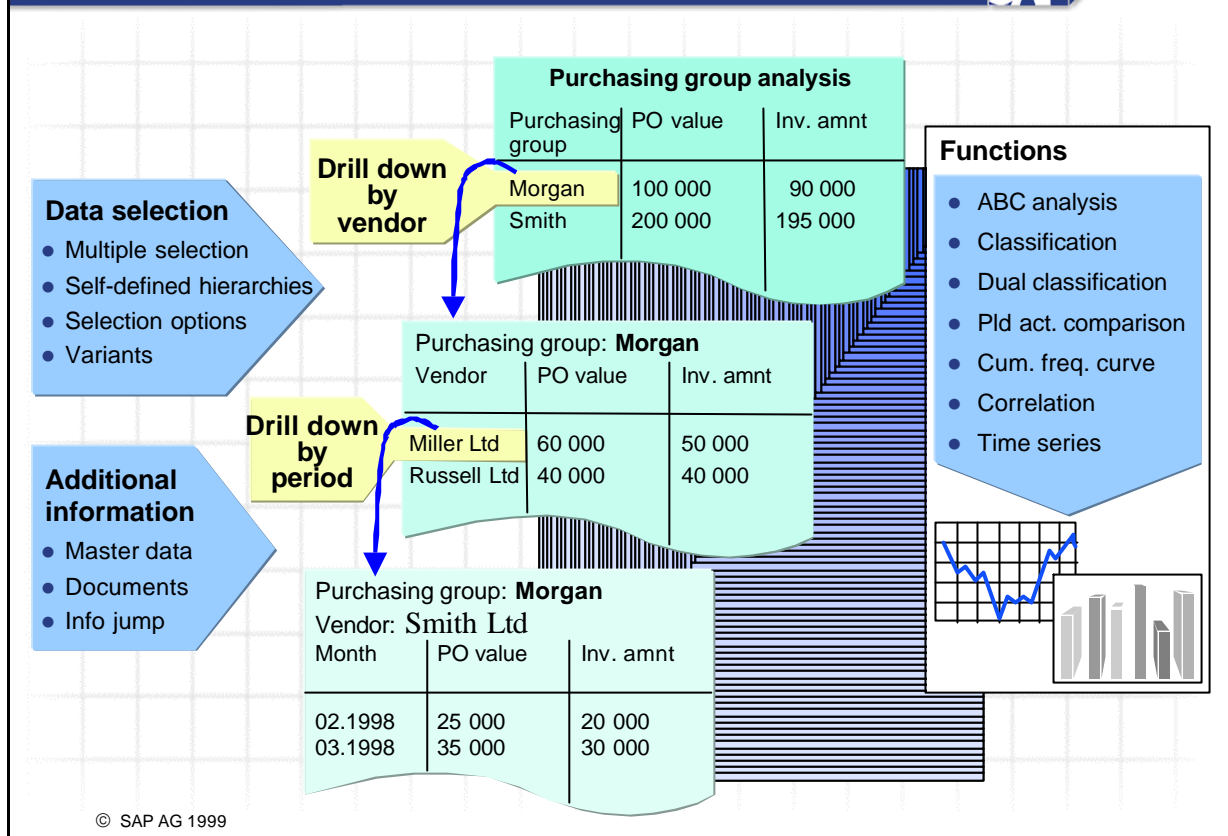 Purchasing group analysis
Purchasing group
PO value
Inv. amnt
Morgan 100 000 90 000
Smith 200 000 195 000
Drill down
by
vendor
Data selection
• Multiple selection
• Self-defined hierarchies
• Selection options
• Variants
Purchasing group: Morgan
Vendor PO value Inv. amnt
Miller Ltd 60 000 50 000
Russell Ltd 40 000 40 000
Drill down
by
period
Additional
information
• Master data
• Documents
• Info jump
Purchasing group: Morgan
Vendor: Smith Ltd
Month PO value Inv. amnt
02.1998 25 000 20 000
03.1998 35 000 30 000
Functions
• ABC analysis
• Classification
• Dual classification
• Pld act. comparison
• Cum. freq. curve
• Correlation
• Time series
© SAP AG 1999